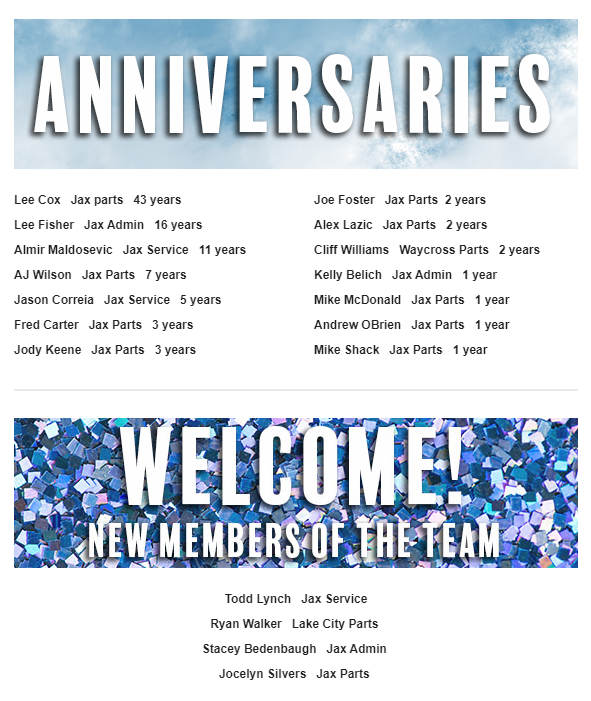 ANNIVERSARIES
Lee Cox Jax parts 43 years
Lee Fisher Jax Admin 16 years
Almir Maldosevic Jax Service 11 years
AJ Wilson Jax Parts 7 years
Jason Correia Jax Service 5 years
Fred Carter Jax Parts 3 years
Jody Keene Jax Parts 3 years
Joe Foster Jax Parts 2 years
Alex Lazic Jax Parts 2 years
Cliff Williams Waycross Parts 2 years
Kelly Belich Jax Admin 1 year
Mike McDonald Jax Parts 1 year
Andrew OBrien Jax Parts 1 year
Mike Shack Jax Parts 1 year
WELCOME!
NEW MEMBERS OF THE TEAM
Todd Lynch Jax Service
Ryan Walker Lake City Parts
Stacey Bedenbaugh Jax Admin
Jocelyn Silvers Jax Parts